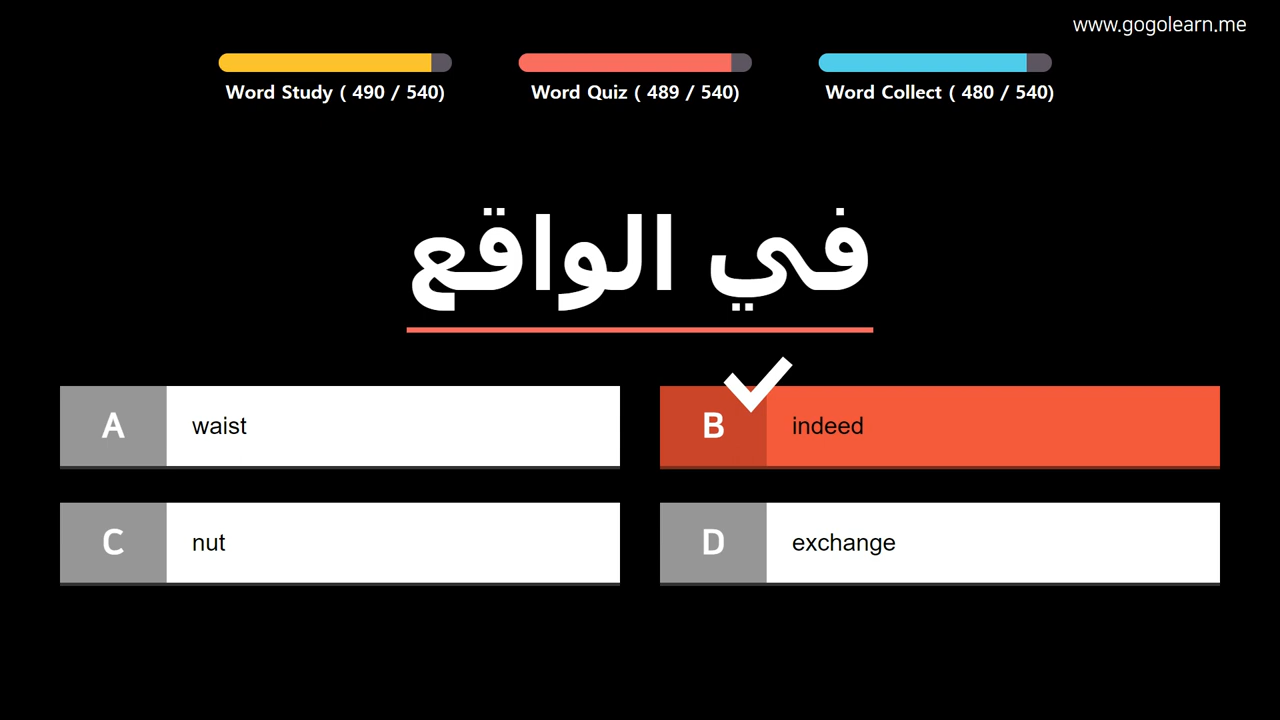 www.gogolearn.me
Word Study ( 490 / 540)
Word Quiz ( 489 / 540)
Word Collect ( 480 / 540)
في الواقع
A waist
B indeed
C nut
D exchange